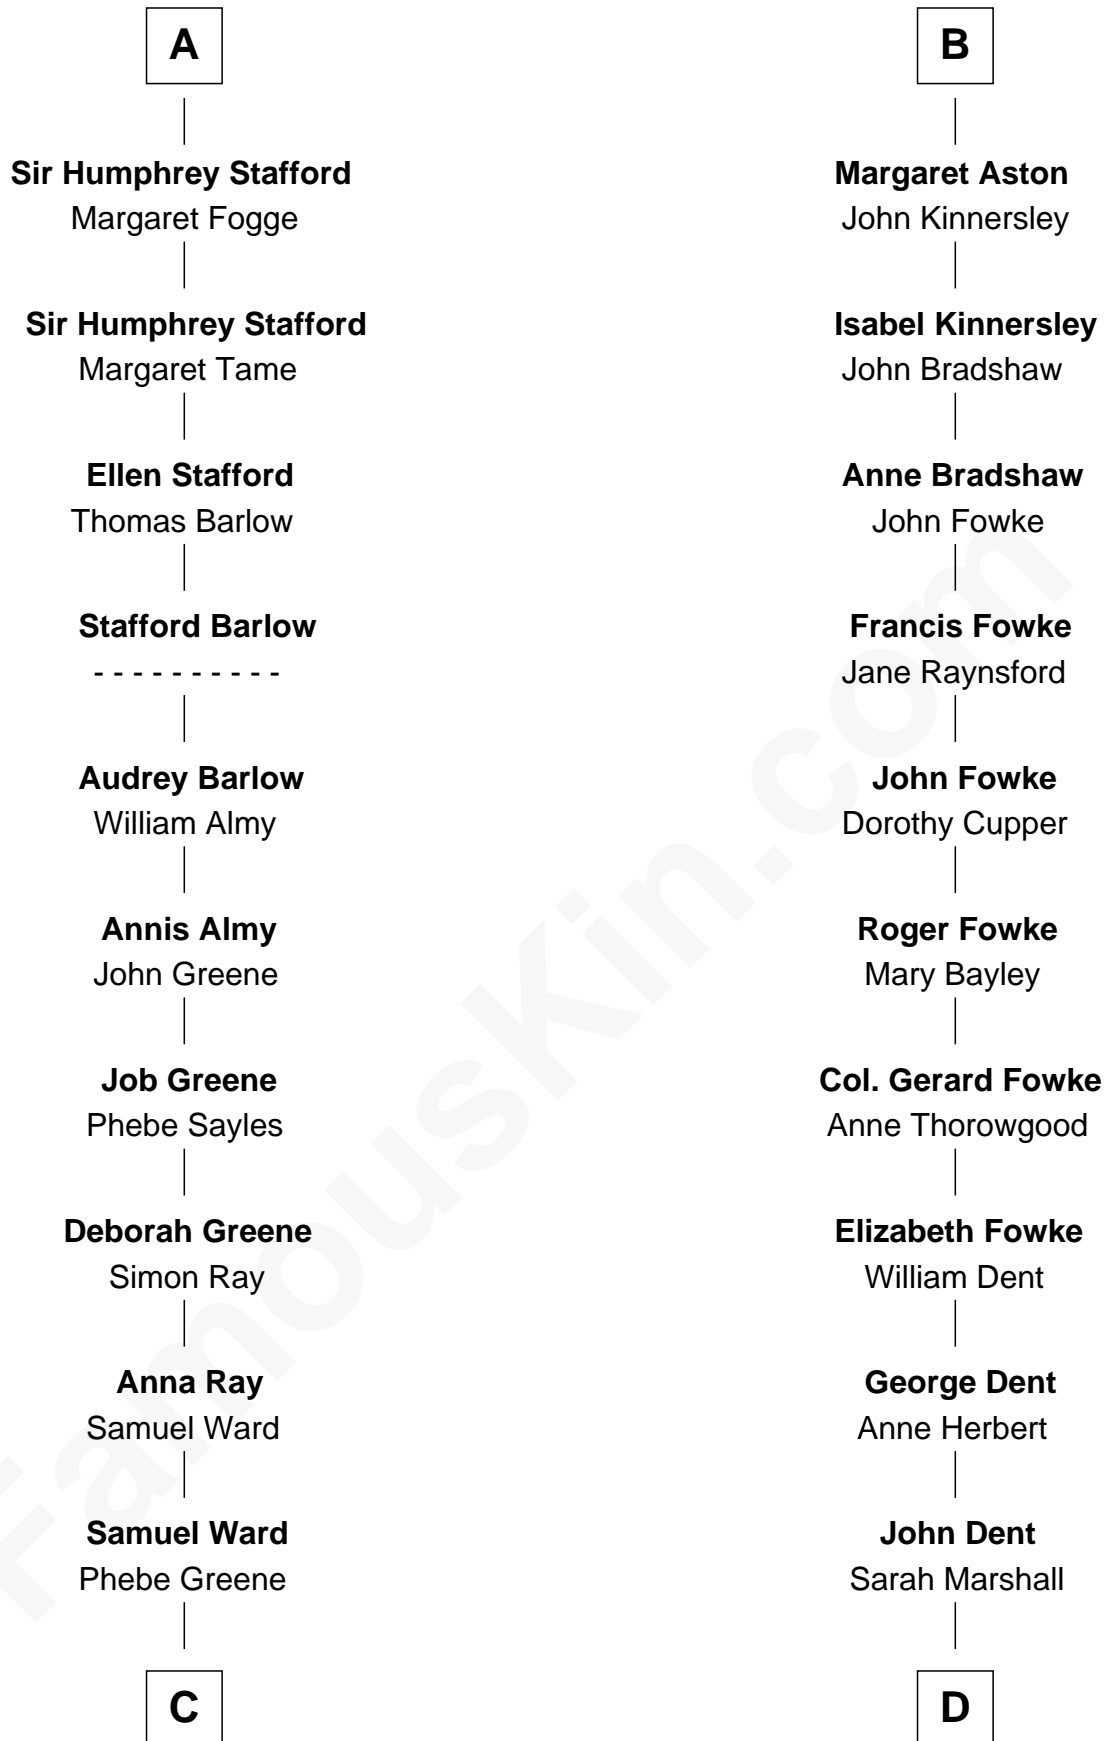 A
Sir Humphrey Stafford
Margaret Fogge
Sir Humphrey Stafford
Margaret Tame
Ellen Stafford
Thomas Barlow
Stafford Barlow
- - - - - - - - - -
Audrey Barlow
William Almy
Annis Almy
John Greene
Job Greene
Phebe Sayles
Deborah Greene
Simon Ray
Anna Ray
Samuel Ward
Samuel Ward
Phebe Greene
C
B
Margaret Aston
John Kinnersley
Isabel Kinnersley
John Bradshaw
Anne Bradshaw
John Fowke
Francis Fowke
Jane Raynsford
John Fowke
Dorothy Cupper
Roger Fowke
Mary Bayley
Col. Gerard Fowke
Anne Thorowgood
Elizabeth Fowke
William Dent
George Dent
Anne Herbert
John Dent
Sarah Marshall
D
FamousKin.com